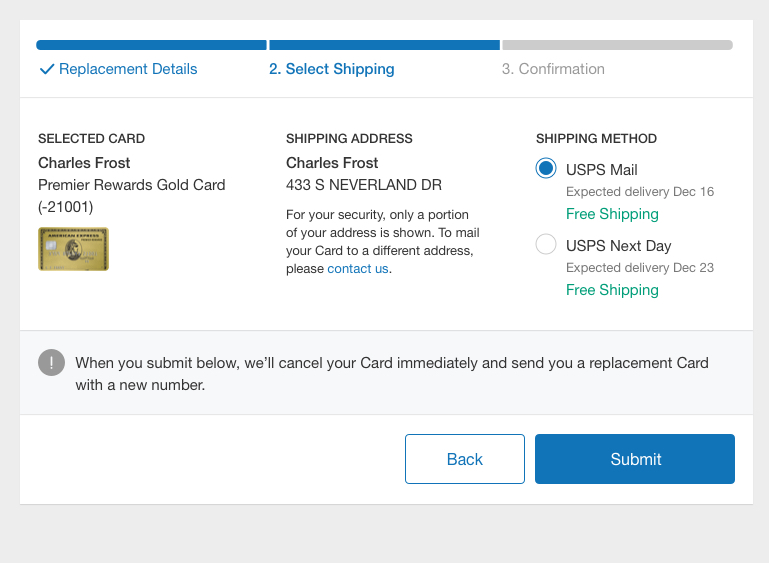 Replacement Details
2. Select Shipping
3. Confirmation
SELECTED CARD
Charles Frost
Premier Rewards Gold Card
(-21001)
AMERICAN EXPRESS
SHIPPING ADDRESS
Charles Frost
433 S NEVERLAND DR
For your security, only a portion
of your address is shown. To mail
your Card to a different address,
please contact us.
SHIPPING METHOD
USPS Mail
Expected delivery Dec 16
Free Shipping
USPS Next Day
Expected delivery Dec 23
Free Shipping
!
When you submit below, we’ll cancel your Card immediately and send you a replacement Card
with a new number.
Back
Submit